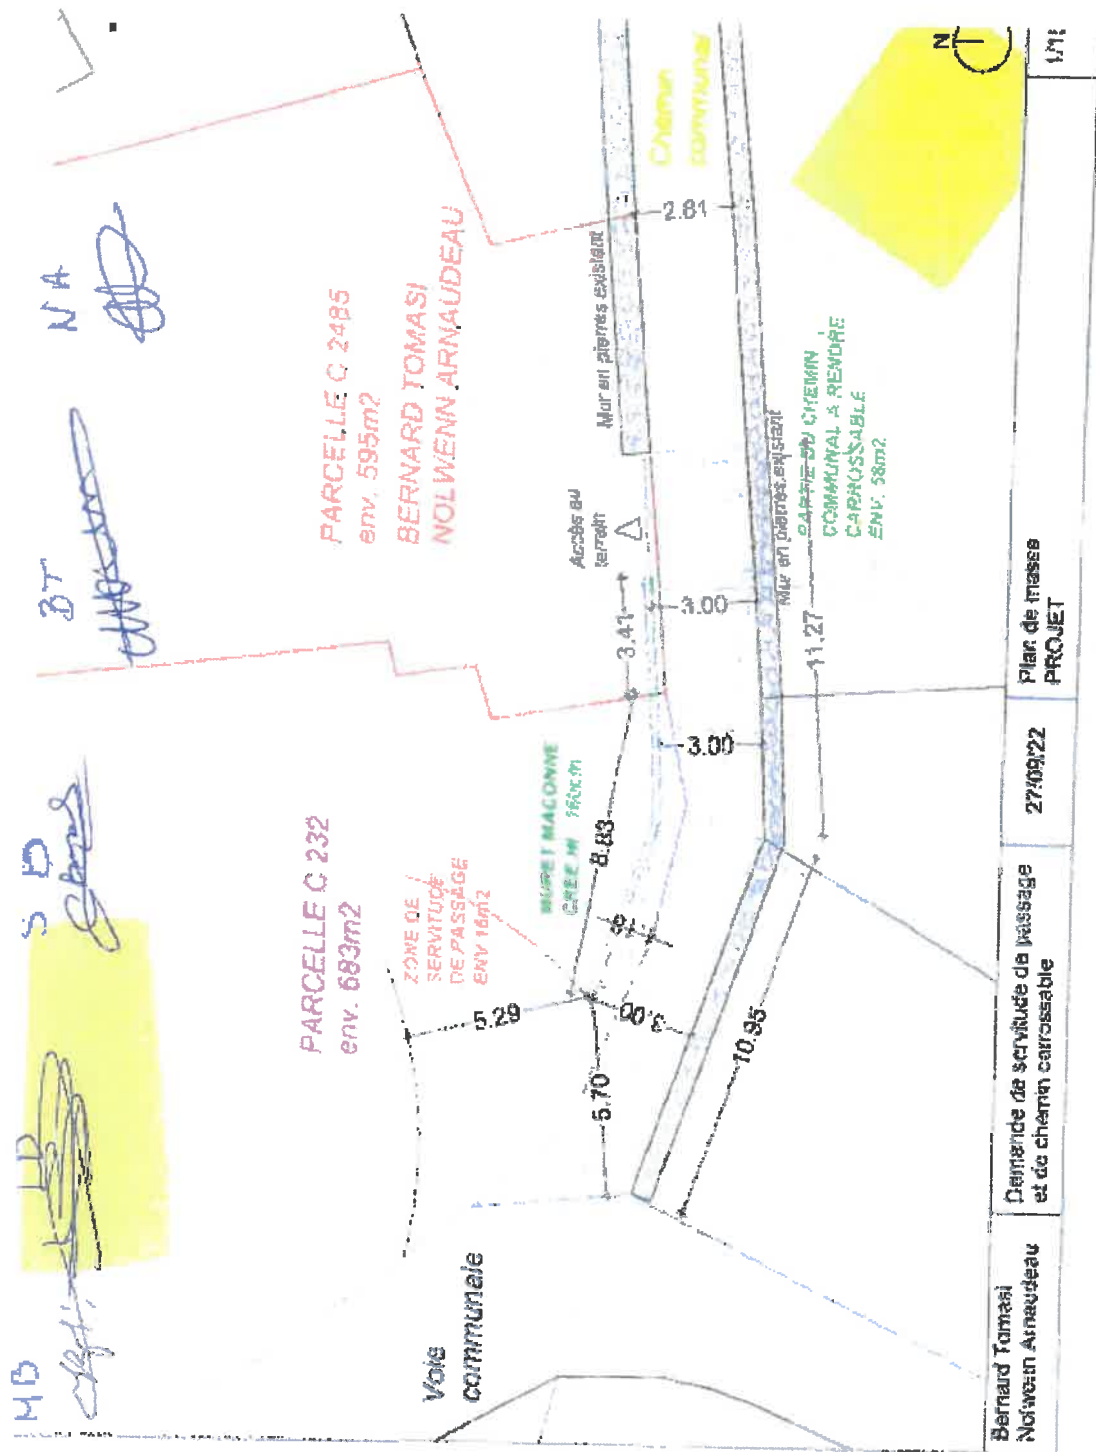 MB
LD
S D
BT
N A
PARCELLE C 232
env. 683m2
PARCELLE C 2485
env. 595m2
BERNARD TOMASI
NOLWENN ARNAUDEAU
ZONE DE
SERVITUDE
DE PASSAGE
ENV 16m2
MURET MACONNE
160cm
Accès au
terrain
Mur en pierres existant
Chemin
communal
5.29
5.70
8.83
3.41
3.00
3.00
3.00
2.81
10.95
11.27
Mur en pierres existant
PARTIE DU CHEMIN
COMMUNAL A RENDRE
CARROSSABLE
ENV. 58m2
Voie
communale
N
Bernard Tomasi
Nolwenn Arnaudeau
Demande de servitude de passage
et de chemin carrossable
27/09/22
Plan de masse
PROJET